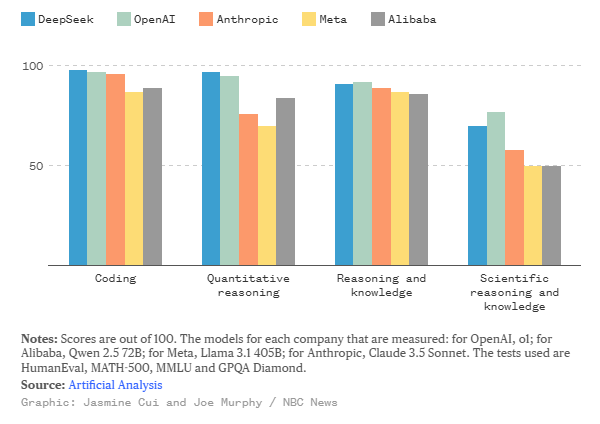 DeepSeek OpenAI Anthropic Meta Alibaba
100
50
Coding Quantitative reasoning Reasoning and knowledge Scientific reasoning and knowledge
Notes: Scores are out of 100. The models for each company that are measured: for OpenAI, o1; for
Alibaba, Qwen 2.5 72B; for Meta, Llama 3.1 405B; for Anthropic, Claude 3.5 Sonnet. The tests used are
HumanEval, MATH-500, MMLU and GPQA Diamond.
Source: Artificial Analysis
Graphic: Jasmine Cui and Joe Murphy / NBC News